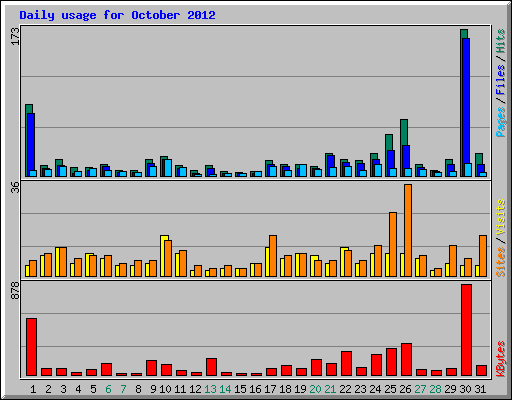 Daily usage for October 2012
173
Pages / Files / Hits
36
Sites / Visits
878
KBytes
1 2 3 4 5 6 7 8 9 10 11 12 13 14 15 16 17 18 19 20 21 22 23 24 25 26 27 28 29 30 31